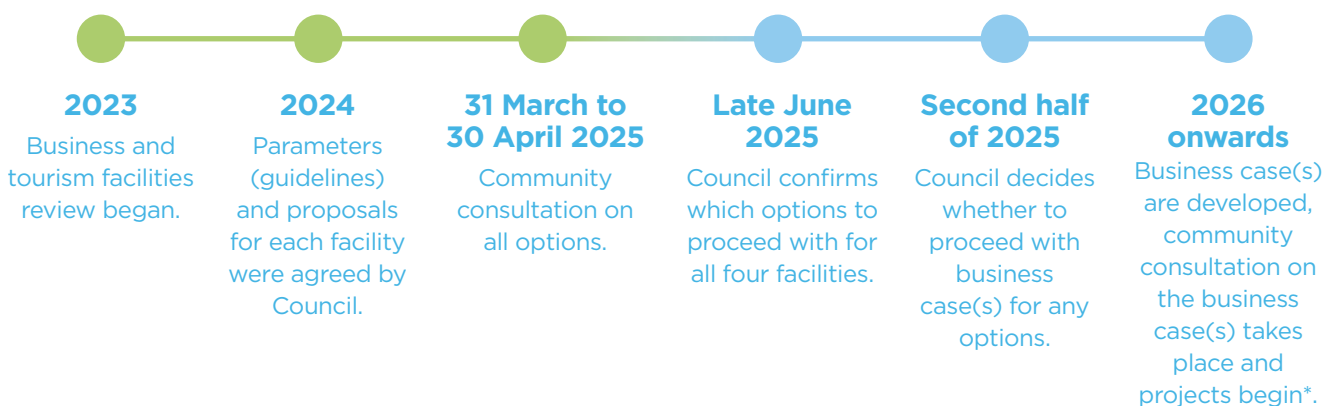 2023
Business and
tourism facilities
review began.
2024
Parameters
(guidelines)
and proposals
for each facility
were agreed by
Council.
31 March to
30 April 2025
Community
consultation on
all options.
Late June
2025
Council confirms
which options to
proceed with for
all four facilities.
Second half
of 2025
Council decides
whether to
proceed with
business
case(s) for any
options.
2026
onwards
Business case(s)
are developed,
community
consultation on
the business
case(s) takes
place and
projects begin*.